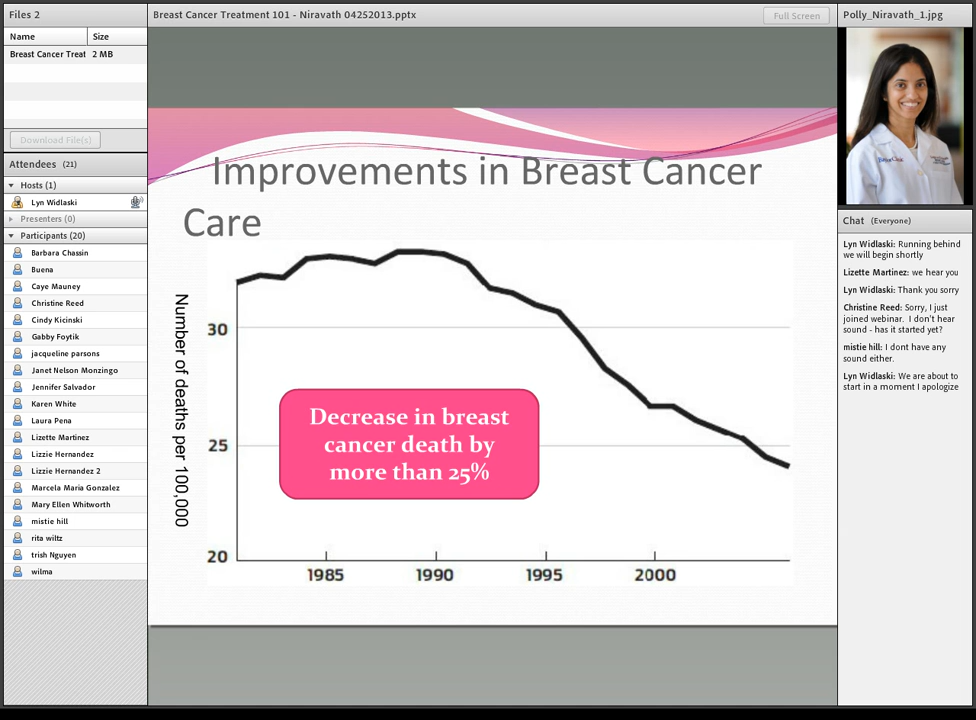 Files 2
Name Size
Breast Cancer Treat 2 MB
Download File(s)
Attendees (21)
Hosts (1)
Lyn Widlaski
Presenters (0)
Participants (20)
Barbara Chassin
Buena
Caye Mauney
Christine Reed
Cindy Kicinski
Gabby Foytik
jacqueline parsons
Janet Nelson Monzingo
Jennifer Salvador
Karen White
Laura Pena
Lizette Martinez
Lizzie Hernandez
Lizzie Hernandez 2
Marcela Maria Gonzalez
Mary Ellen Whitworth
mistie hill
rita wiltz
trish Nguyen
wilma
Breast Cancer Treatment 101 - Niravath 04252013.pptx
Full Screen
Improvements in Breast Cancer
Care
Number of deaths per 100,000
30
25
20
1985 1990 1995 2000
Decrease in breast
cancer death by
more than 25%
Polly_Niravath_1.jpg
Chat (Everyone)
Lyn Widlaski: Running behind
we will begin shortly
Lizette Martinez: we hear you
Lyn Widlaski: Thank you sorry
Christine Reed: Sorry, I just
joined webinar. I don't hear
sound - has it started yet?
mistie hill: I dont have any
sound either.
Lyn Widlaski: We are about to
start in a moment I apologize